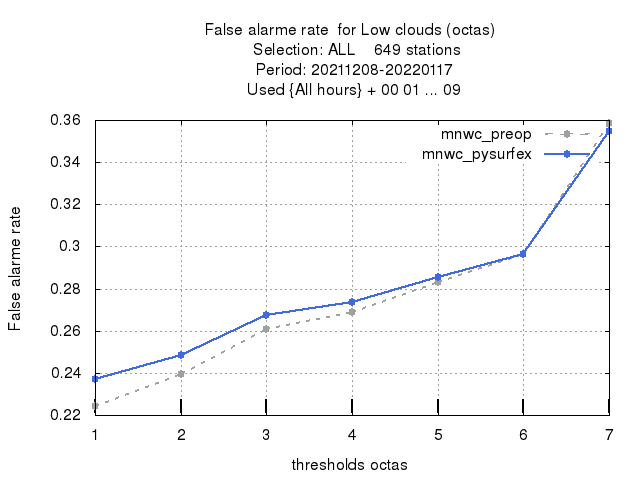 False alarme rate  for Low clouds (octas)
Selection: ALL    649 stations
Period: 20211208-20220117
Used {All hours} + 00 01 ... 09
mnwc_preop
mnwc_pysurfex
False alarme rate
0.36
0.34
0.32
0.3
0.28
0.26
0.24
0.22
1 2 3 4 5 6 7
thresholds octas